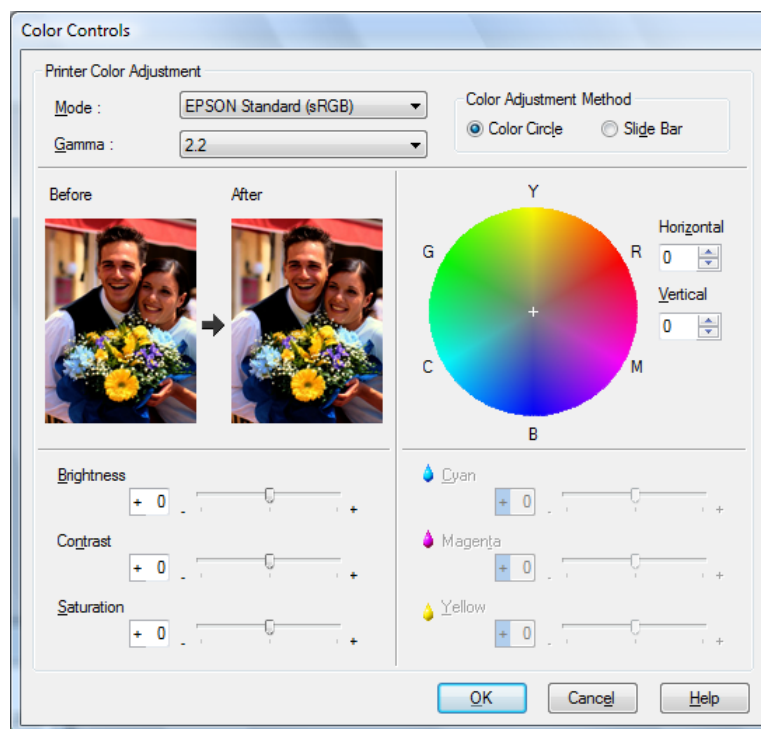 Color Controls
Printer Color Adjustment
Mode : EPSON Standard (sRGB)
Gamma : 2.2
Color Adjustment Method
Color Circle Slide Bar
Before After
Y
G R
C M
B
Horizontal
0
Vertical
0
Brightness
+ 0 - +
Contrast
+ 0 - +
Saturation
+ 0 - +
Cyan
+ 0 - +
Magenta
+ 0 - +
Yellow
+ 0 - +
OK Cancel Help